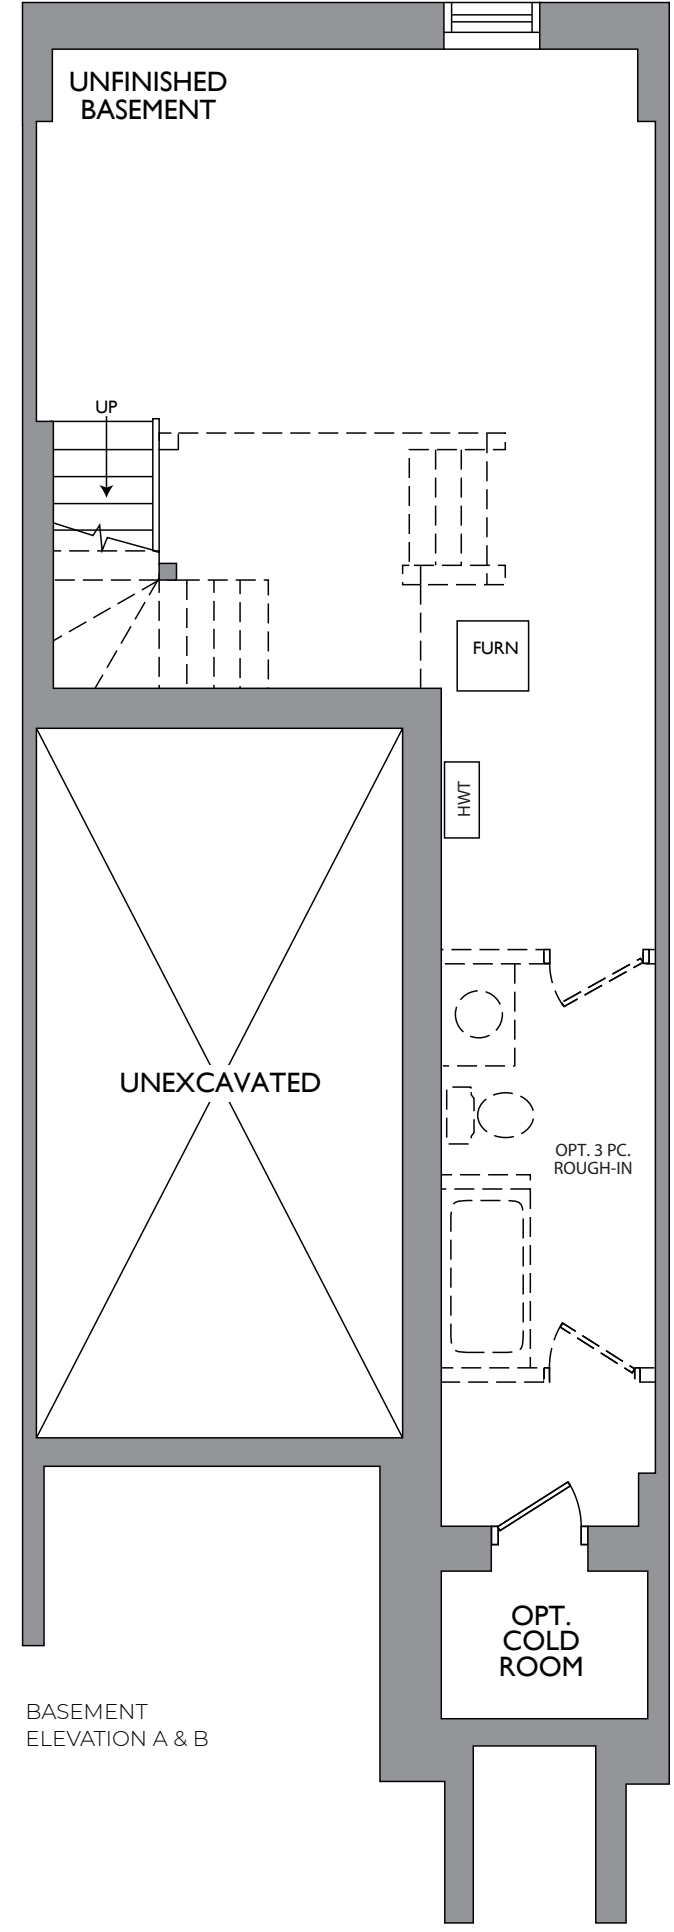 UNFINISHED
BASEMENT
UP
FURN
HWT
UNEXCAVATED
OPT. 3 PC.
ROUGH-IN
OPT.
COLD
ROOM
BASEMENT
ELEVATION A & B